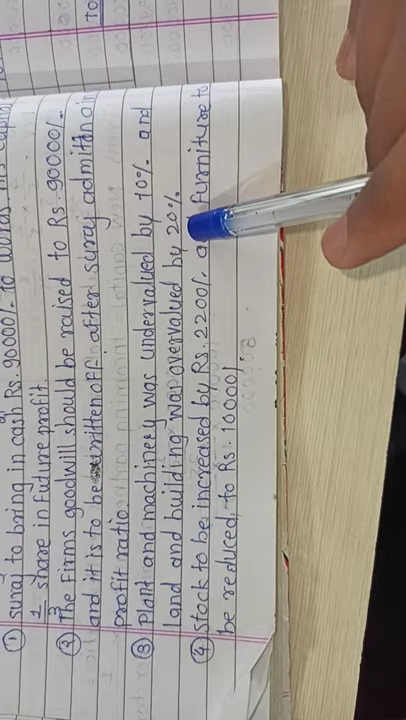 ① suraj to bring in cash Rs 90000/- towards his capital
1/3 share in future profit.
② The Firms goodwill should be raised to Rs. 90000/-
and it is to be written off after suraj admitt in
profit ratio
③ Plant and machinery was undervalued by 10% and
land and building was overvalued by 20%
④ stock to be increased by Rs. 2200/- furniture to
be reduced to Rs. 10000/
TO